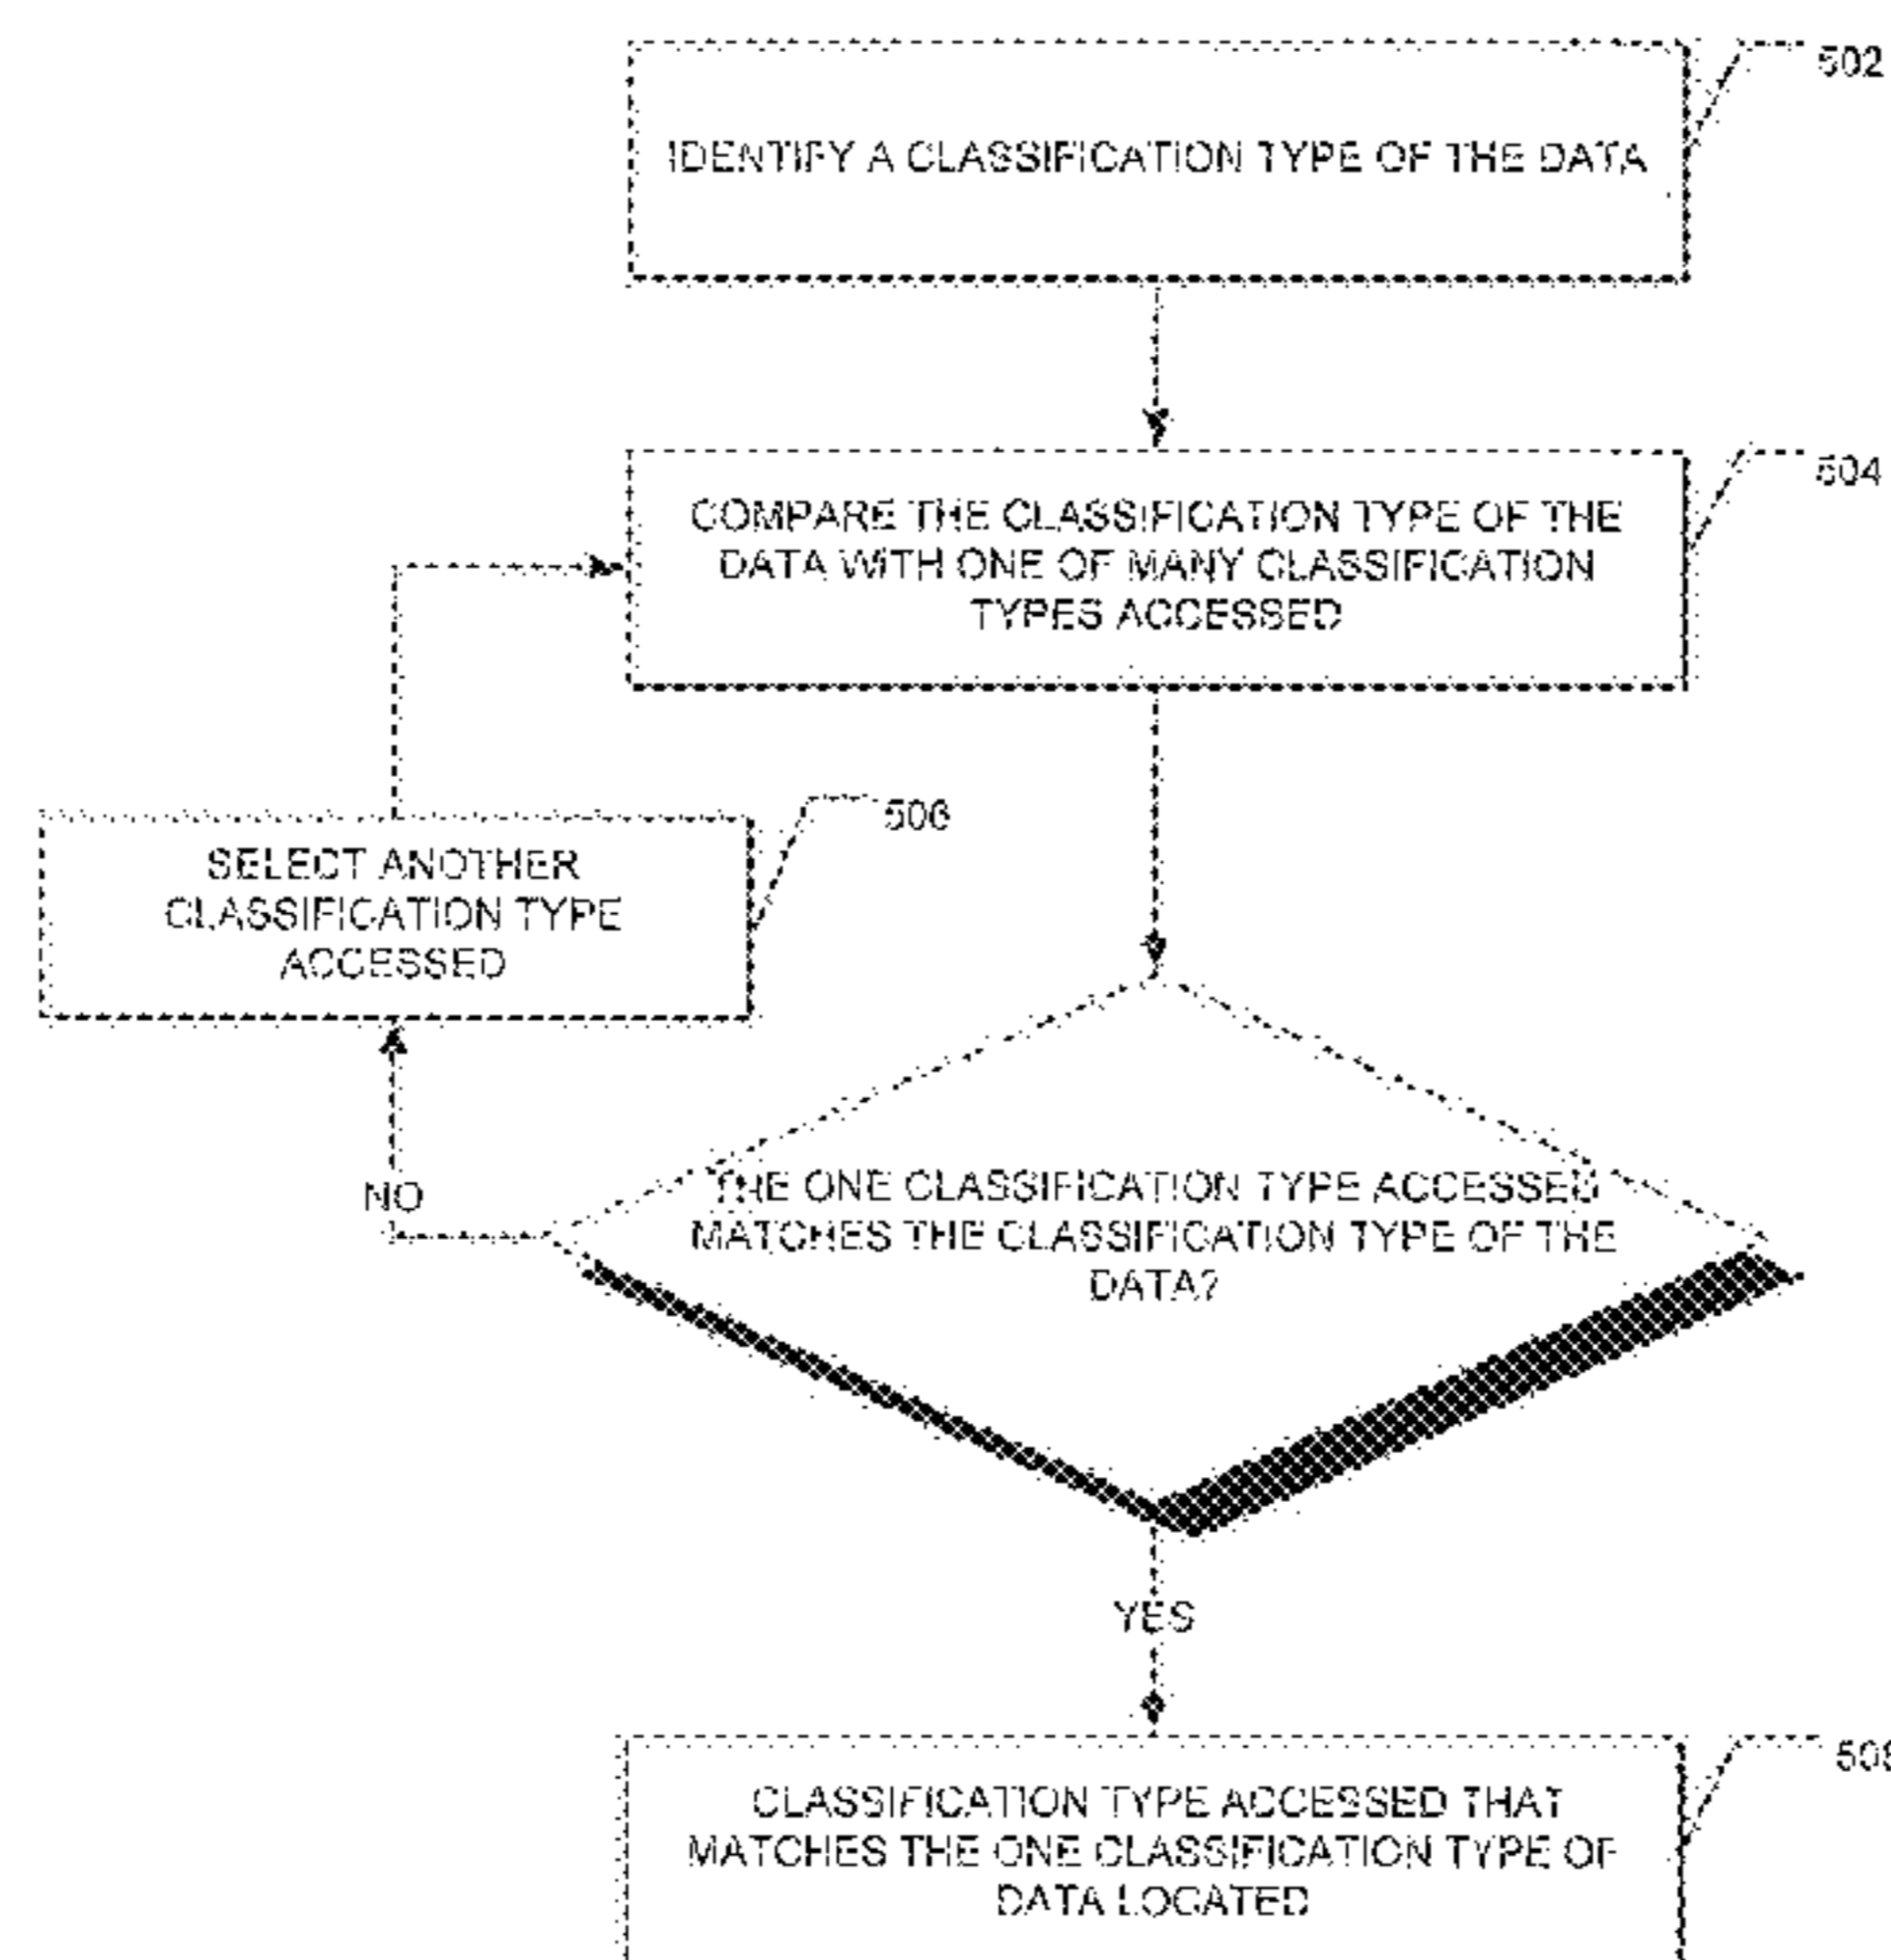 502
IDENTIFY A CLASSIFICATION TYPE OF THE DATA
504
COMPARE THE CLASSIFICATION TYPE OF THE
DATA WITH ONE OF MANY CLASSIFICATION
TYPES ACCESSED
506
SELECT ANOTHER
CLASSIFICATION TYPE
ACCESSED
NO
THE ONE CLASSIFICATION TYPE ACCESSED
MATCHES THE CLASSIFICATION TYPE OF THE
DATA?
YES
CLASSIFICATION TYPE ACCESSED THAT
MATCHES THE ONE CLASSIFICATION TYPE OF
DATA LOCATED